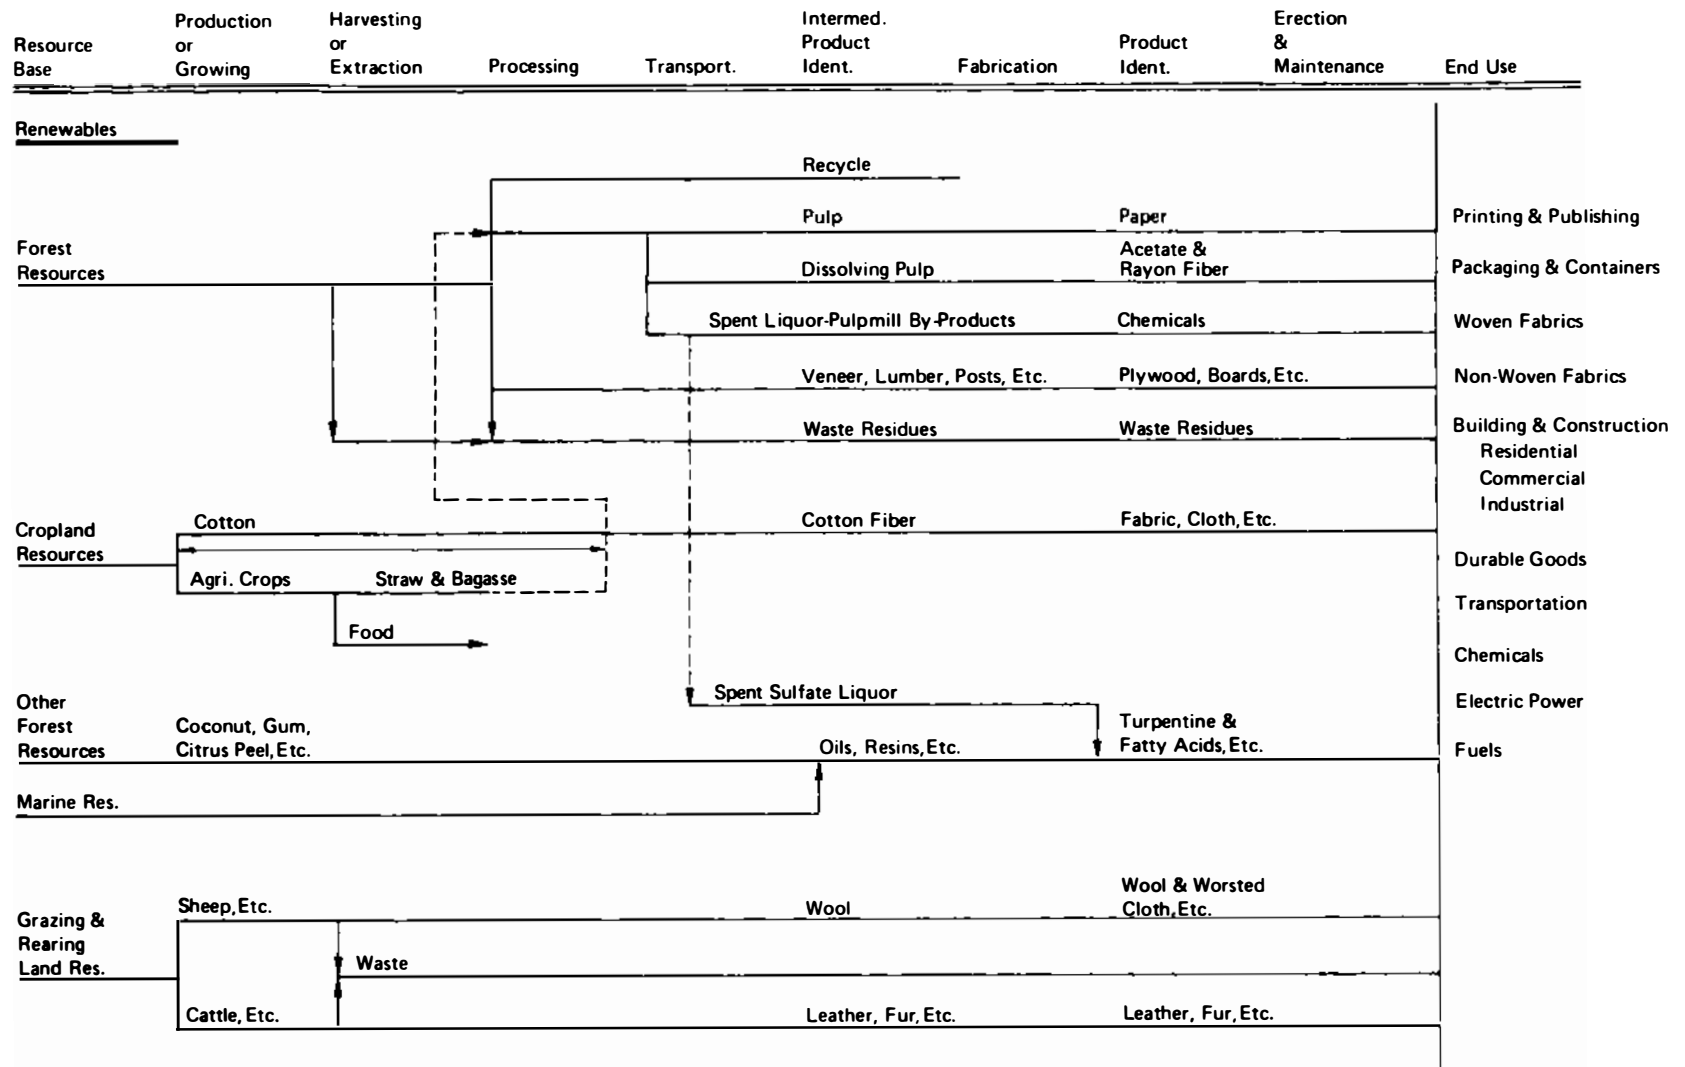 Resource
Base
Production
or
Growing
Harvesting
or
Extraction
Processing
Transport.
Intermed.
Product
Ident.
Fabrication
Product
Ident.
Erection
&
Maintenance
End Use
Renewables
Recycle
Pulp
Paper
Printing & Publishing
Forest
Resources
Dissolving Pulp
Acetate &
Rayon Fiber
Packaging & Containers
Spent Liquor-Pulpmill By-Products
Chemicals
Woven Fabrics
Veneer, Lumber, Posts, Etc.
Plywood, Boards, Etc.
Non-Woven Fabrics
Waste Residues
Waste Residues
Building & Construction
Residential
Commercial
Industrial
Cropland
Resources
Cotton
Cotton Fiber
Fabric, Cloth, Etc.
Agri. Crops
Straw & Bagasse
Durable Goods
Food
Transportation
Chemicals
Other
Forest
Resources
Coconut, Gum,
Citrus Peel, Etc.
Spent Sulfate Liquor
Oils, Resins, Etc.
Turpentine &
Fatty Acids, Etc.
Electric Power
Fuels
Marine Res.
Grazing &
Rearing
Land Res.
Sheep, Etc.
Wool
Wool & Worsted
Cloth, Etc.
Waste
Cattle, Etc.
Leather, Fur, Etc.
Leather, Fur, Etc.